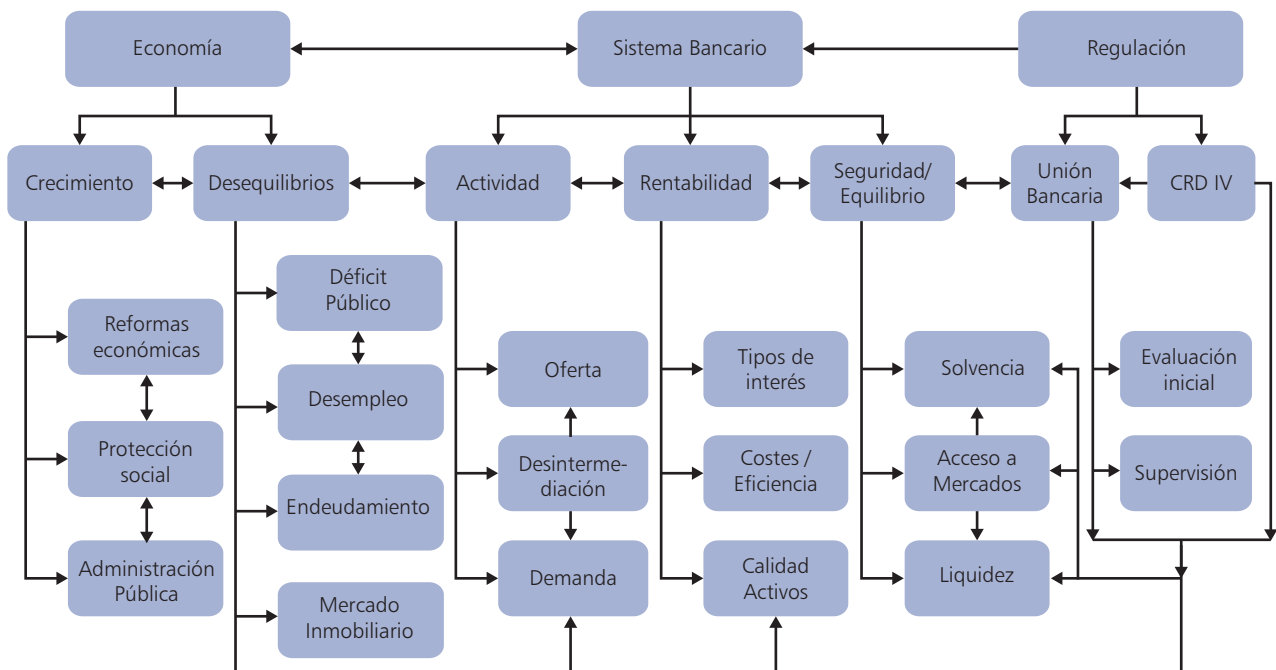 Economía
Sistema Bancario
Regulación
Crecimiento
Desequilibrios
Actividad
Rentabilidad
Seguridad/
Equilibrio
Unión
Bancaria
CRD IV
Reformas
económicas
Protección
social
Administración
Pública
Déficit
Público
Desempleo
Endeudamiento
Mercado
Inmobiliario
Oferta
Desinterme-
diación
Demanda
Tipos de
interés
Costes /
Eficiencia
Calidad
Activos
Solvencia
Acceso a
Mercados
Liquidez
Evaluación
inicial
Supervisión